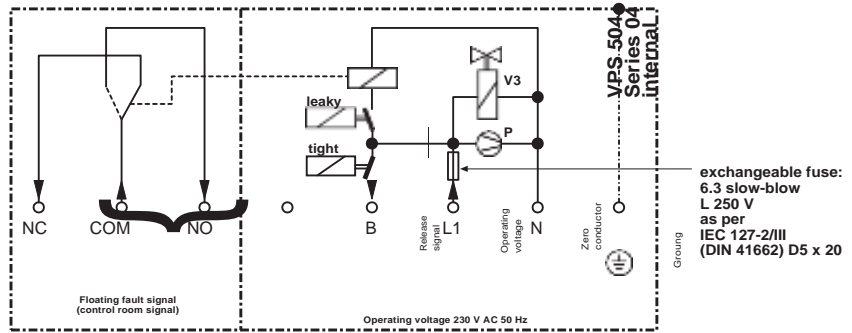 VPS 504
Series 04
internal
V3
leaky
P
tight
exchangeable fuse:
6.3 slow-blow
L 250 V
as per
IEC 127-2/III
(DIN 41662) D5 x 20
NC
COM
NO
B
Release
signal
L1
Operating
voltage
N
Zero
conductor
Groung
Floating fault signal
(control room signal)
Operating voltage 230 V AC 50 Hz